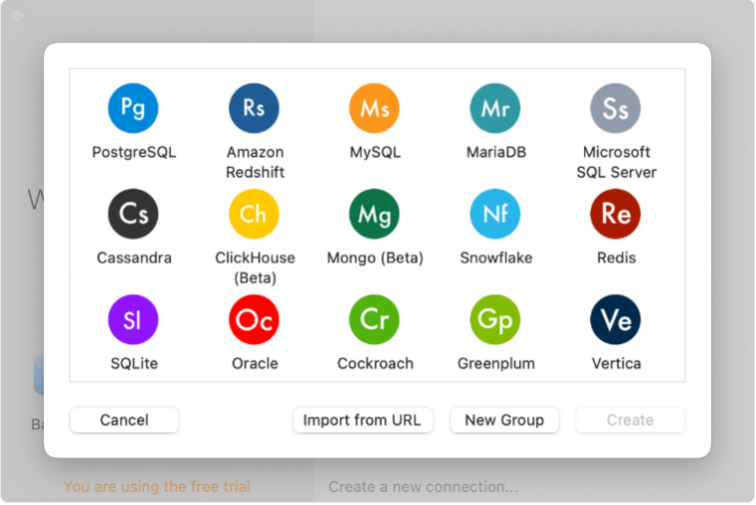 Pg Rs Ms Mr Ss
PostgreSQL Amazon Redshift MySQL MariaDB Microsoft SQL Server
Cs Ch Mg Nf Re
Cassandra ClickHouse (Beta) Mongo (Beta) Snowflake Redis
Sl Oc Cr Gp Ve
SQLite Oracle Cockroach Greenplum Vertica
Cancel Import from URL New Group Create
You are using the free trial Create a new connection...